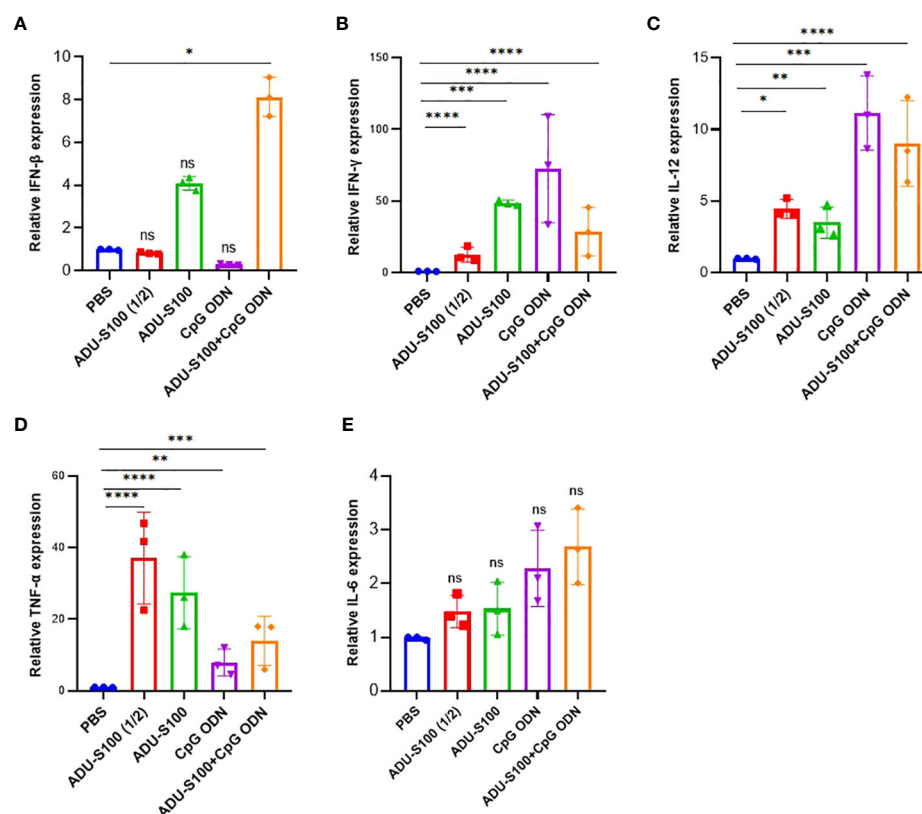 A
Relative IFN-β expression
10
8
6
4
2
0
*
ns
ns
ns
PBS
ADU-S100 (1/2)
ADU-S100
CpG ODN
ADU-S100+CpG ODN
B
Relative IFN-γ expression
150
100
50
0
****
****
***
****
PBS
ADU-S100 (1/2)
ADU-S100
CpG ODN
ADU-S100+CpG ODN
C
Relative IL-12 expression
15
10
5
0
****
***
**
*
PBS
ADU-S100 (1/2)
ADU-S100
CpG ODN
ADU-S100+CpG ODN
D
Relative TNF-α expression
60
40
20
0
***
**
****
****
PBS
ADU-S100 (1/2)
ADU-S100
CpG ODN
ADU-S100+CpG ODN
E
Relative IL-6 expression
4
3
2
1
0
ns
ns
ns
ns
PBS
ADU-S100 (1/2)
ADU-S100
CpG ODN
ADU-S100+CpG ODN